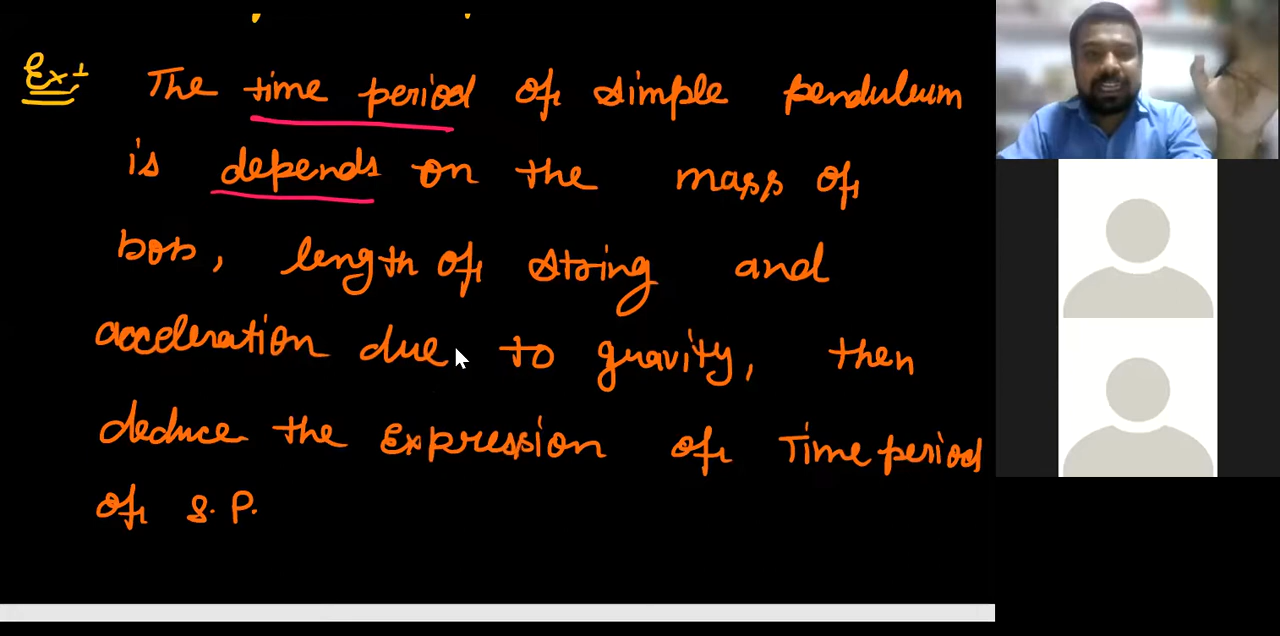 Ex 1 The time period of simple pendulum
is depends on the mass of
bob, length of string and
acceleration due to gravity, then
deduce the Expression of Time period
of S.P.